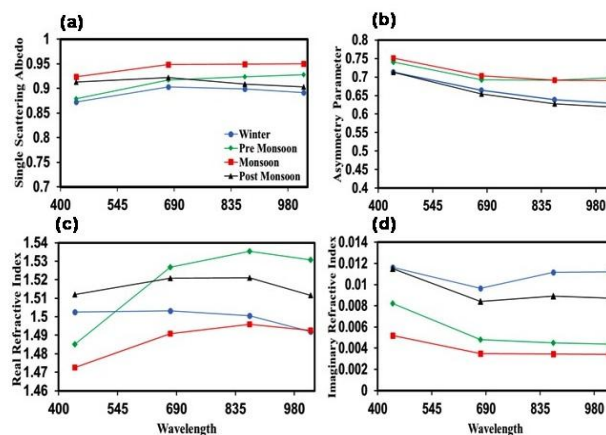 (a)
Single Scattering Albedo
1
0.95
0.9
0.85
0.8
0.75
0.7
400 545 690 835 980
Winter
Pre Monsoon
Monsoon
Post Monsoon
(b)
Asymmetry Parameter
0.8
0.75
0.7
0.65
0.6
0.55
0.5
0.45
0.4
400 545 690 835 980
(c)
Real Refractive Index
1.54
1.53
1.52
1.51
1.5
1.49
1.48
1.47
1.46
400 545 690 835 980
Wavelength
(d)
Imaginary Refractive Index
0.014
0.012
0.01
0.008
0.006
0.004
0.002
0
400 545 690 835 980
Wavelength